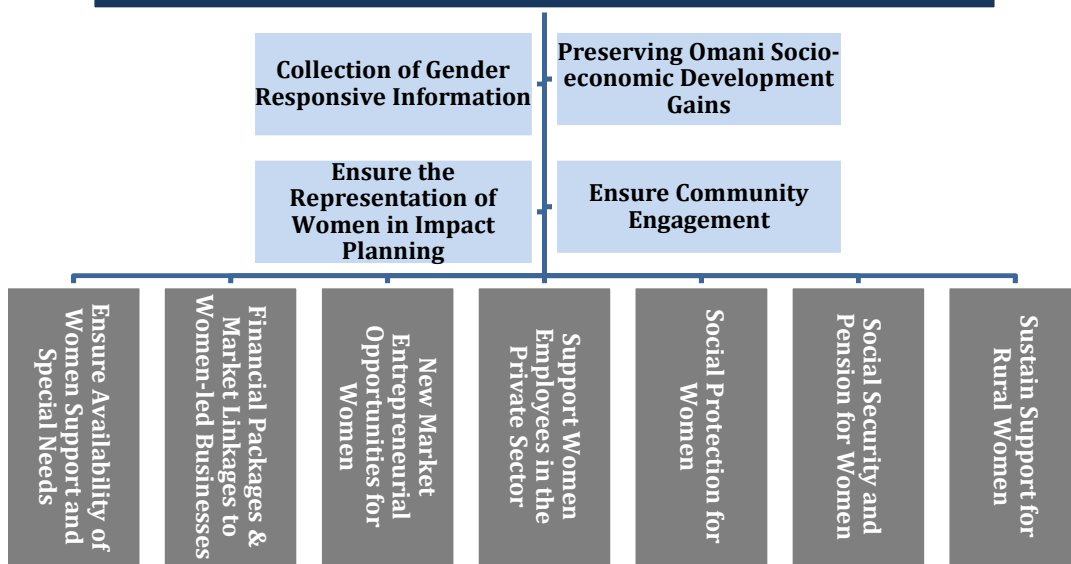 Collection of Gender
Responsive Information
Preserving Omani Socio-
economic Development
Gains
Ensure the
Representation of
Women in Impact
Planning
Ensure Community
Engagement
Ensure Availability of
Women Support and
Special Needs
Financial Packages &
Market Linkages to
Women-led Businesses
New Market
Entrepreneurial
Opportunities for
Women
Support Women
Employees in the
Private Sector
Social Protection for
Women
Social Security and
Pension for Women
Sustain Support for
Rural Women